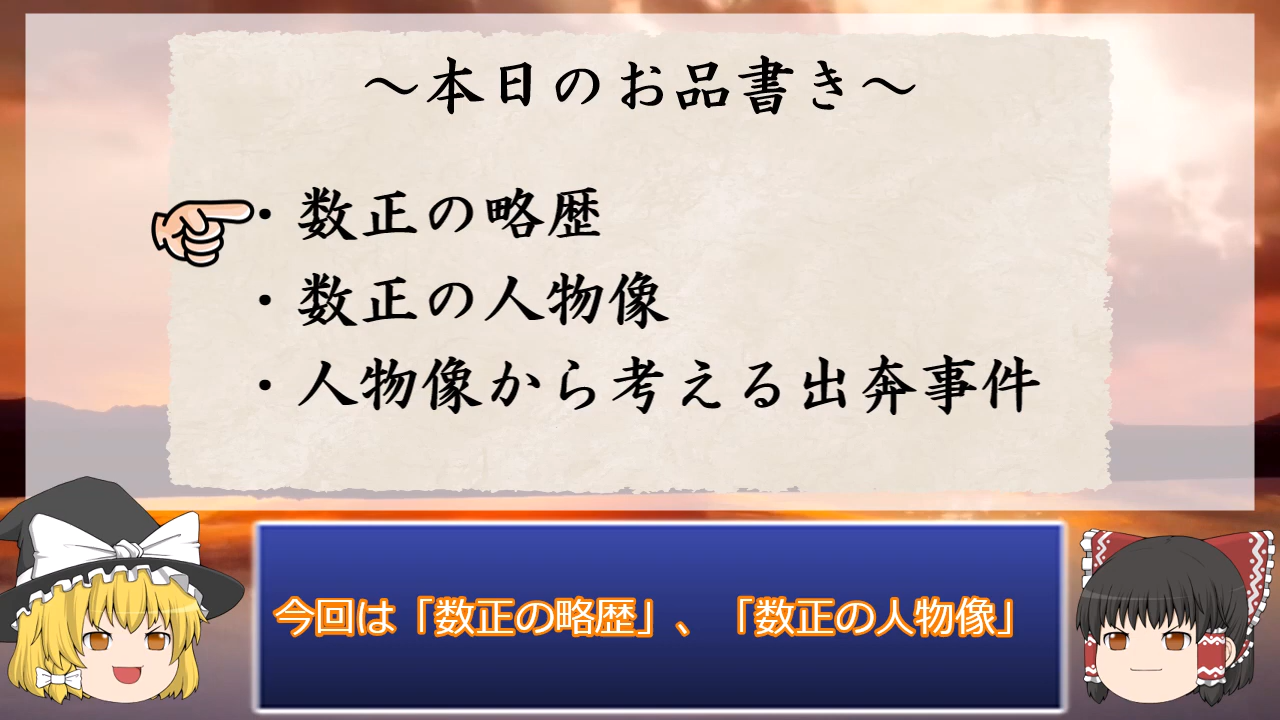 ～本日のお品書き～
・数正の略歴
・数正の人物像
・人物像から考える出奔事件
今回は「数正の略歴」、「数正の人物像」